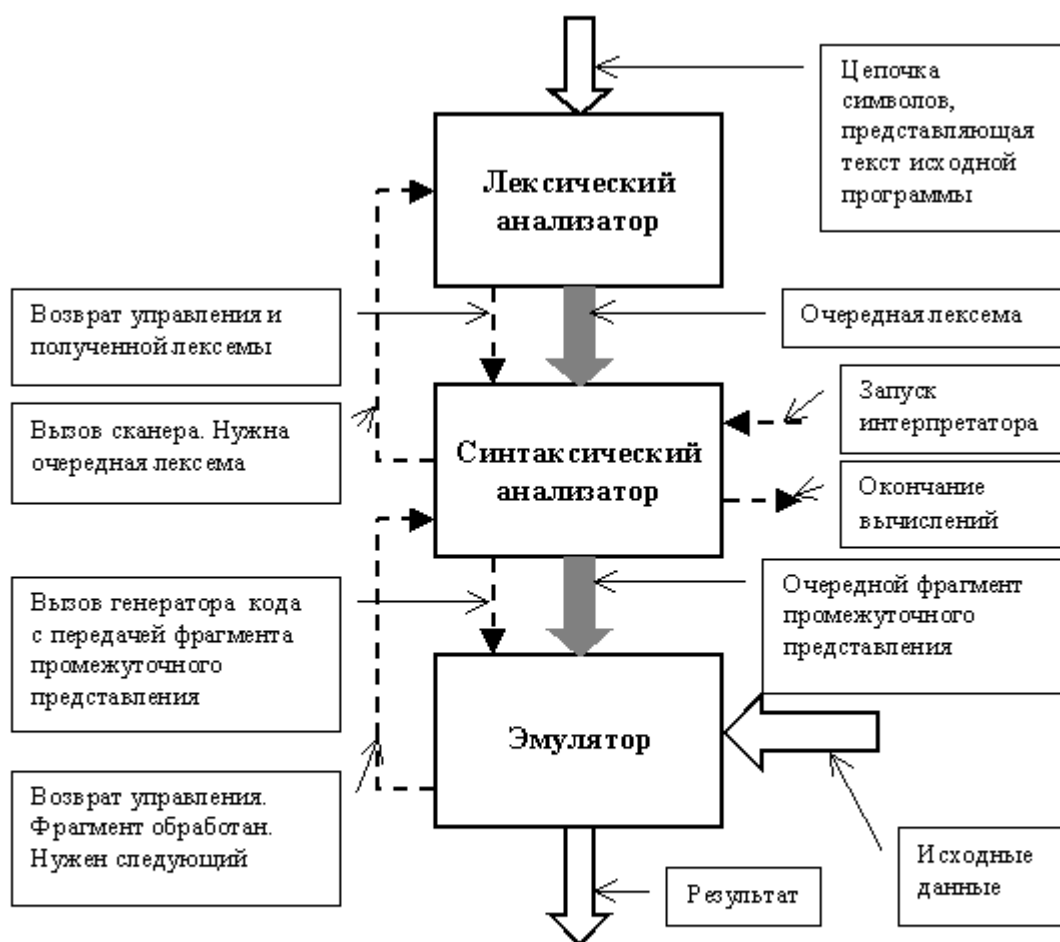 Цепочка
символов,
представляющая
текст исходной
программы
Лексический
анализатор
Возврат управления и
полученной лексемы
Очередная лексема
Вызов сканера. Нужна
очередная лексема
Запуск
интерпретатора
Синтаксический
анализатор
Окончание
вычислений
Вызов генератора кода
с передачей фрагмента
промежуточного
представления
Очередной фрагмент
промежуточного
представления
Эмулятор
Возврат управления.
Фрагмент обработан.
Нужен следующий
Исходные
данные
Результат